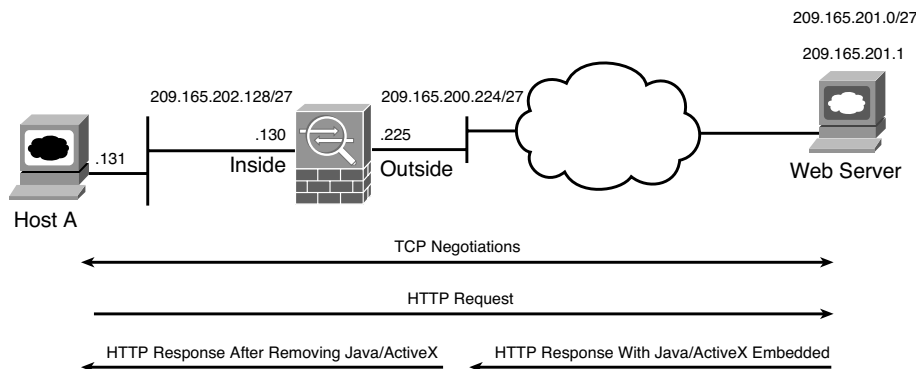 209.165.201.0/27
209.165.201.1
209.165.202.128/27
209.165.200.224/27
.131
.130
.225
Inside
Outside
Host A
Web Server
TCP Negotiations
HTTP Request
HTTP Response After Removing Java/ActiveX
HTTP Response With Java/ActiveX Embedded